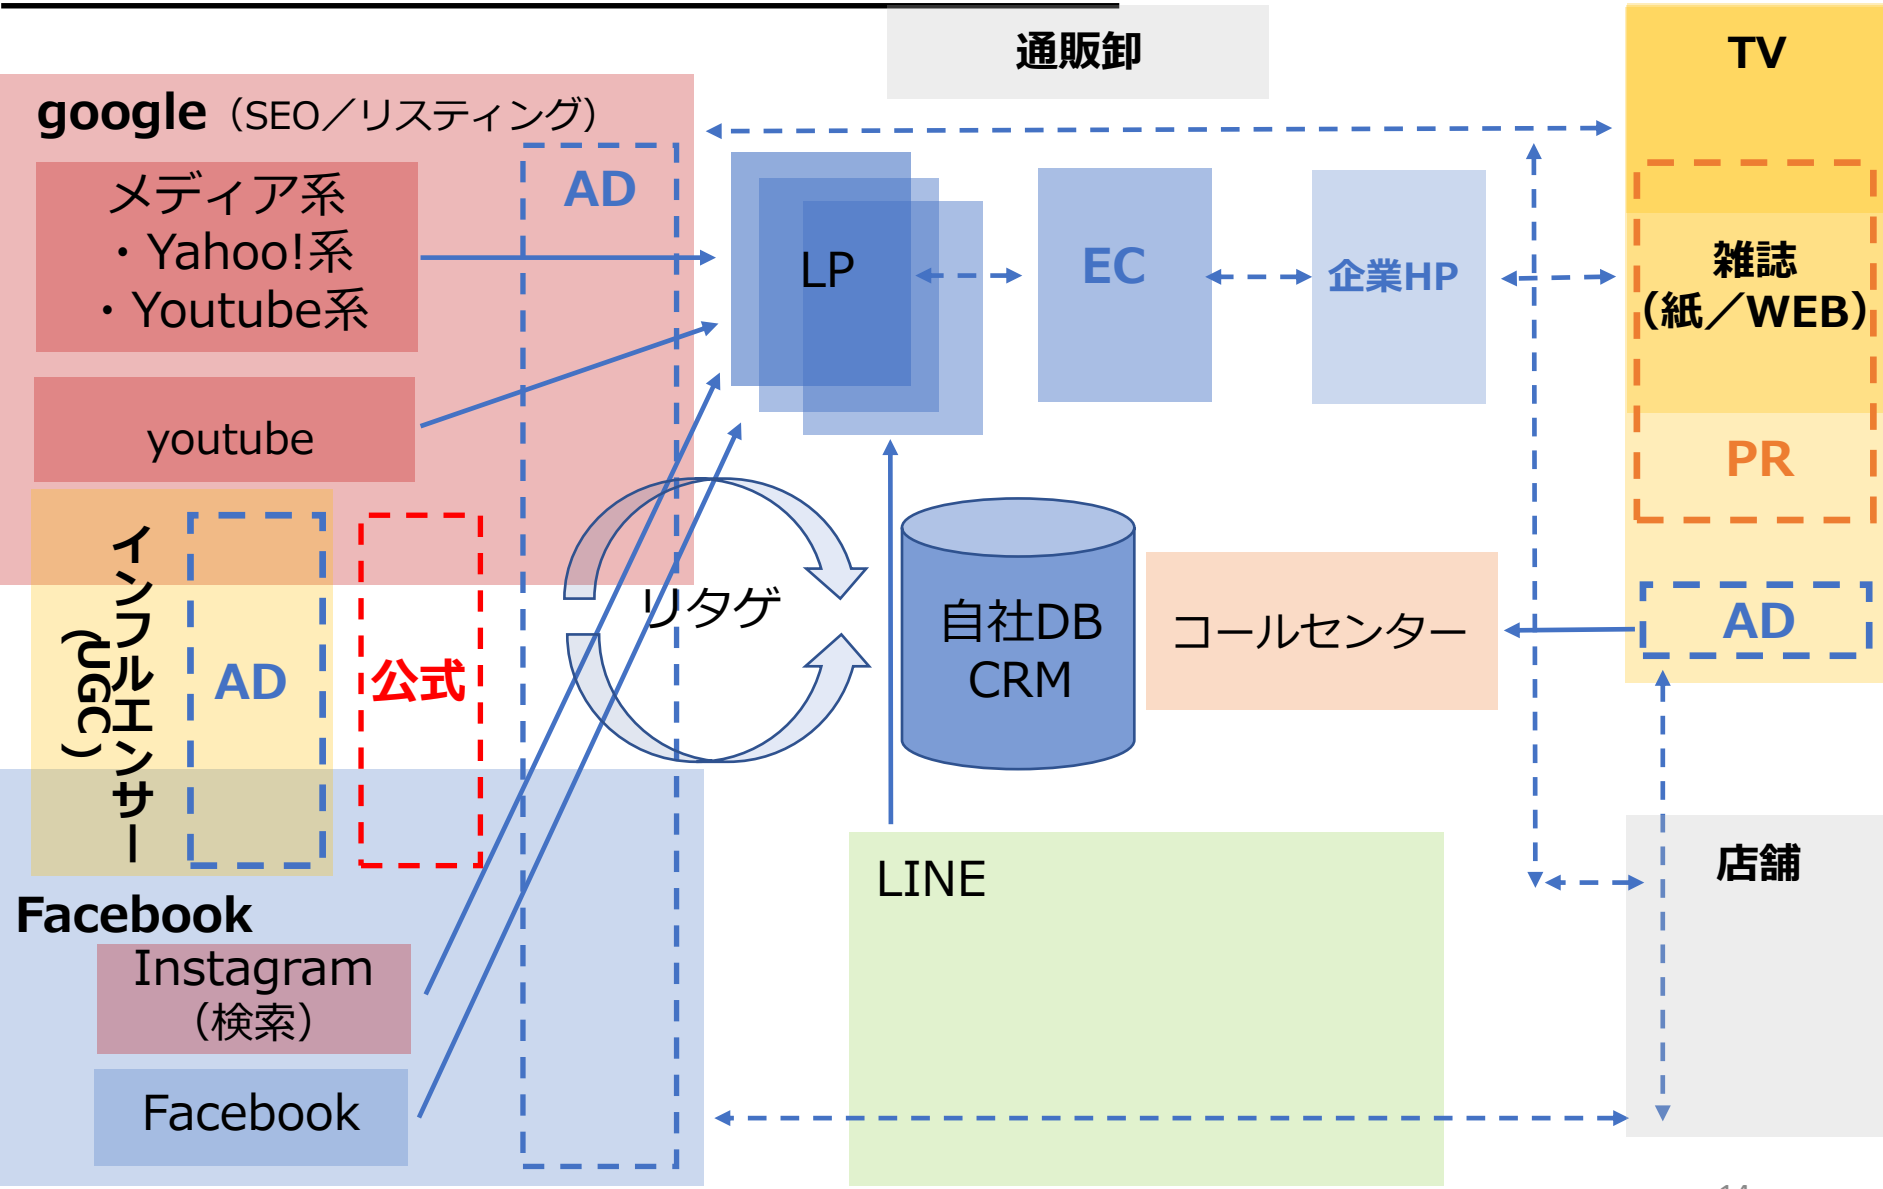 通販卸
TV
google（SEO／リスティング）
メディア系
・Yahoo!系
・Youtube系
AD
LP
EC
企業HP
雑誌
（紙／WEB）
youtube
PR
インフルエンサー
（UGC）
AD
公式
リタゲ
自社DB
CRM
コールセンター
AD
店舗
LINE
Facebook
Instagram
（検索）
Facebook